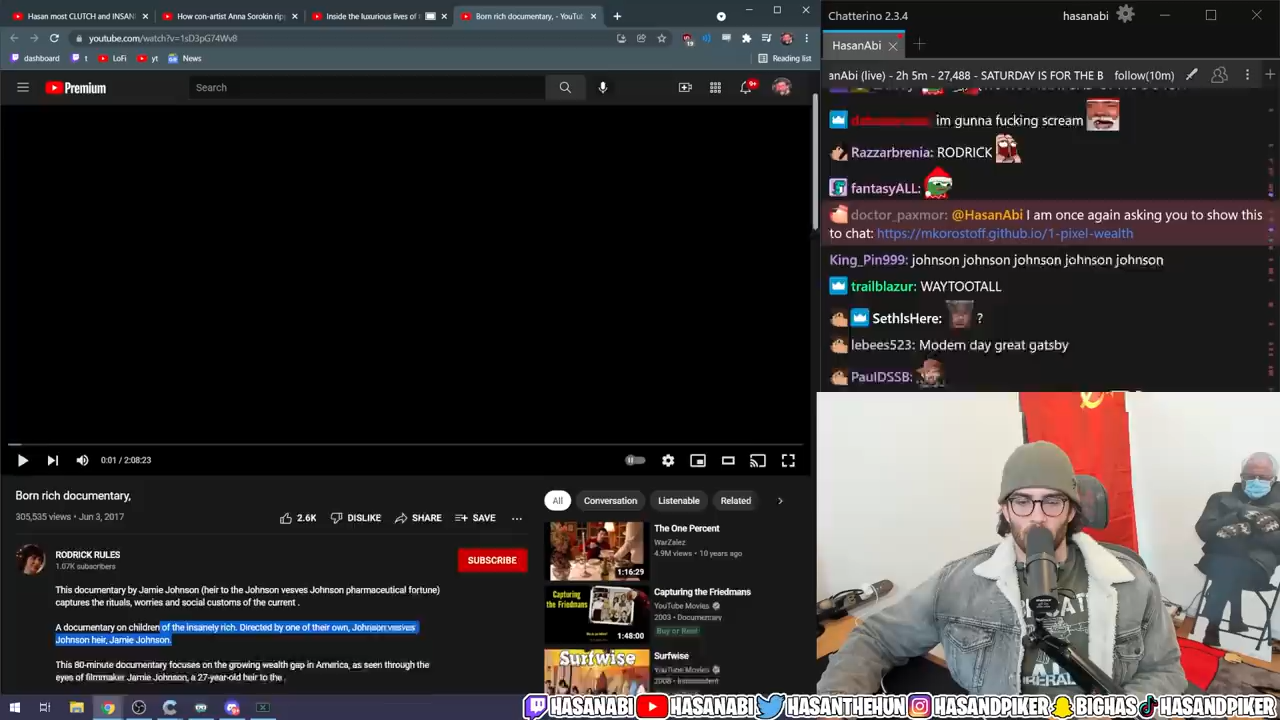 Hasan most CLUTCH and INSAN
How con-artist Anna Sorokin rip
Inside the luxurious lives of
Born rich documentary, - YouTu
youtube.com/watch?v=1sD3pG74Wv8
dashboard
t
LoFi
yt
News
Reading list
Premium
Search
9+
0:01 / 2:08:23
Born rich documentary,
305,535 views • Jun 3, 2017
2.6K
DISLIKE
SHARE
SAVE
RODRICK RULES
1.07K subscribers
SUBSCRIBE
This documentary by Jamie Johnson (heir to the Johnson vesves Johnson pharmaceutical fortune)
captures the rituals, worries and social customs of the current .
A documentary on children of the insanely rich. Directed by one of their own, Johnson vesves
Johnson heir, Jamie Johnson.
This 80-minute documentary focuses on the growing wealth gap in America, as seen through the
eyes of filmmaker Jamie Johnson, a 27-year-old heir to the
All
Conversation
Listenable
Related
The One Percent
WarZalez
4.9M views • 10 years ago
1:16:29
Capturing the Friedmans
YouTube Movies
2003 • Documentary
Buy or Rent
CAPTURING the FRIEDMANS
1:48:00
Surfwise
YouTube Movies
Surfwise
Chatterino 2.3.4
hasanabi
HasanAbi
anAbi (live) - 2h 5m - 27,488 - SATURDAY IS FOR THE B
follow(10m)
im gunna fucking scream
Razzarbrenia: RODRICK
fantasyALL:
doctor_paxmor: @HasanAbi I am once again asking you to show this
to chat: https://mkorostoff.github.io/1-pixel-wealth
King_Pin999: johnson johnson johnson johnson johnson
trailblazur: WAYTOOTALL
SethIsHere: ?
lebees523: Modern day great gatsby
PaulDSSB:
HASANABI
HASANABI
HASANTHEHUN
HASANDPIKER
BIGHAS
HASANDPIKER